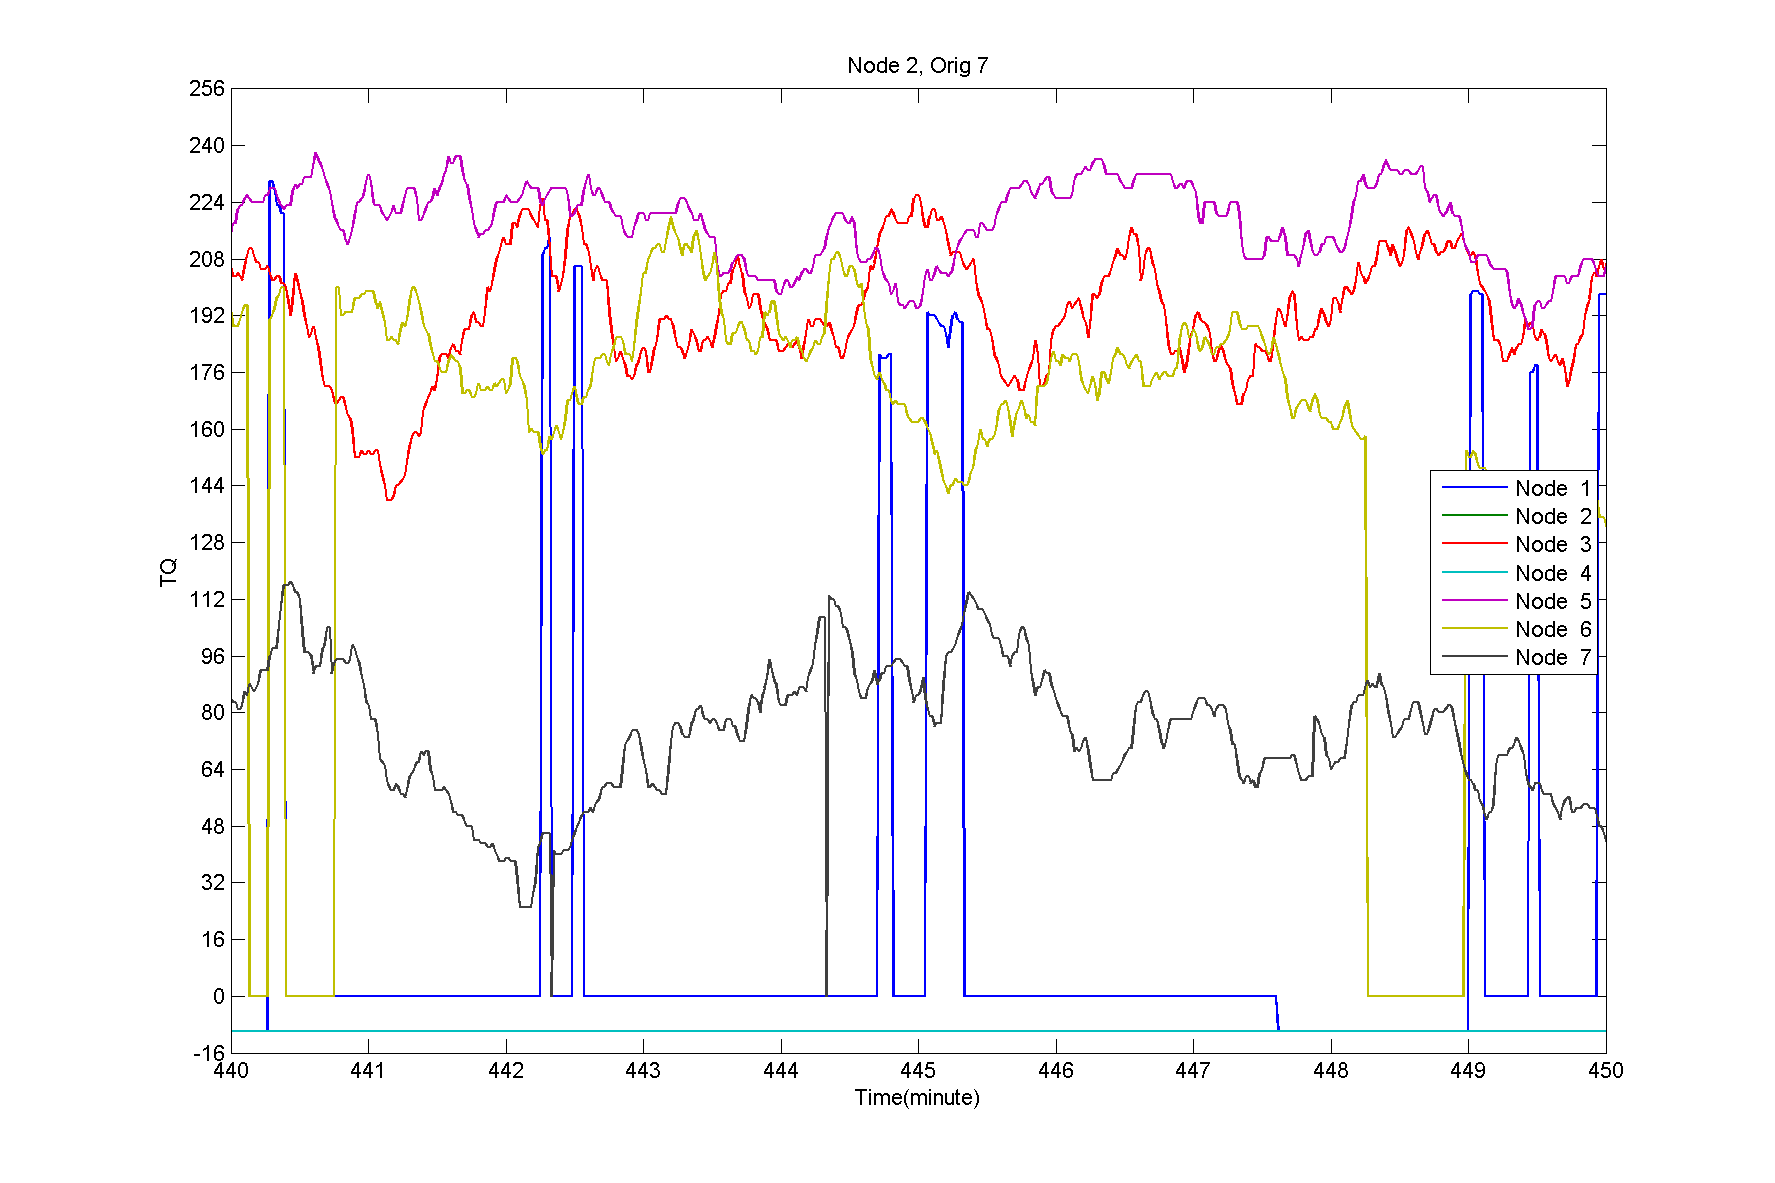 Node 2, Orig 7
256
240
224
208
192
176
160
144
128
112
96
80
64
48
32
16
0
-16
TQ
Node 1
Node 2
Node 3
Node 4
Node 5
Node 6
Node 7
440 441 442 443 444 445 446 447 448 449 450
Time(minute)